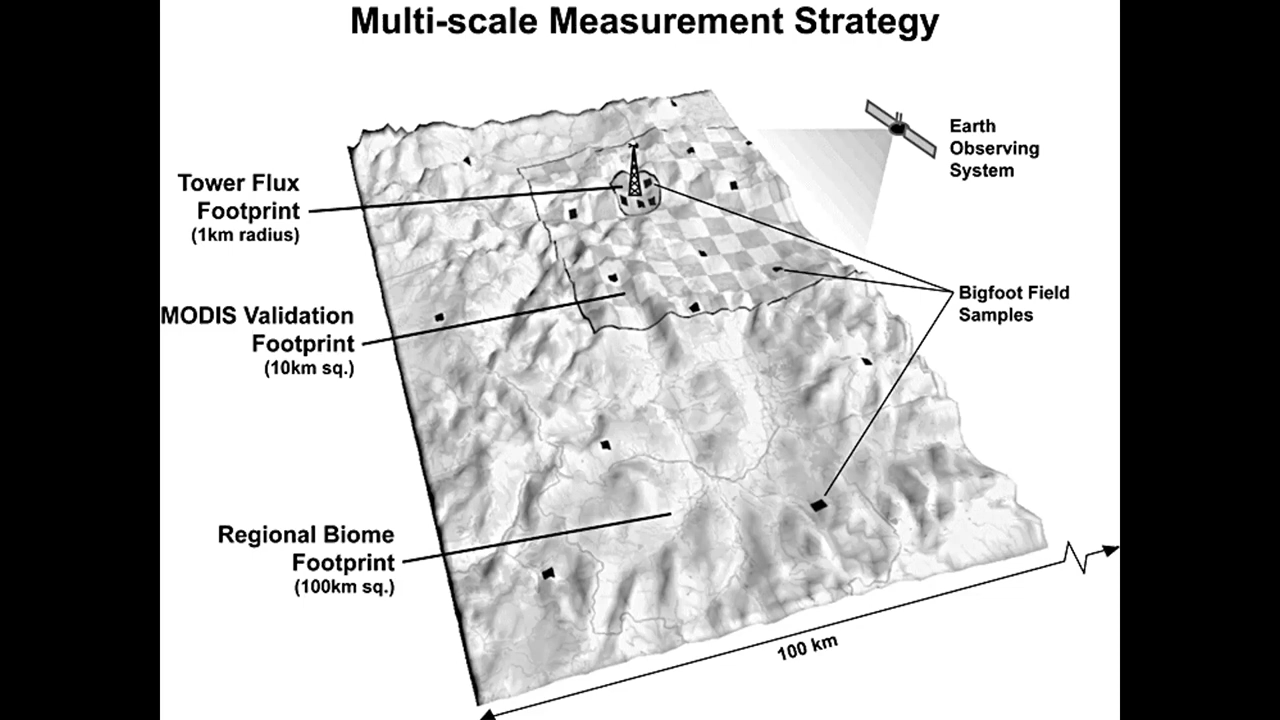 Multi-scale Measurement Strategy
Earth
Observing
System
Tower Flux
Footprint
(1km radius)
Bigfoot Field
Samples
MODIS Validation
Footprint
(10km sq.)
Regional Biome
Footprint
(100km sq.)
100 km